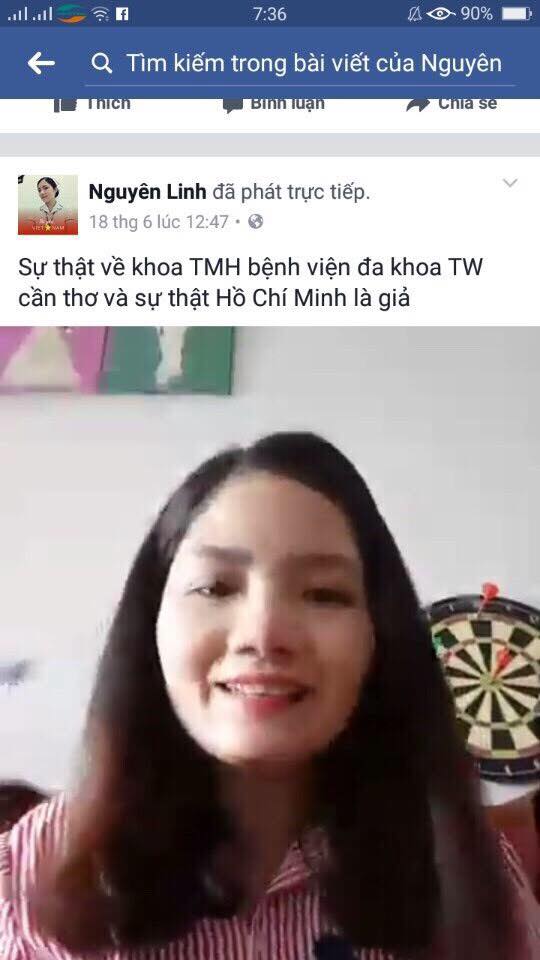 7:36
90%
Tìm kiếm trong bài viết của Nguyên
Thích Bình luận Chia sẻ
Nguyên Linh đã phát trực tiếp.
18 thg 6 lúc 12:47
Sự thật về khoa TMH bệnh viện đa khoa TW
cần thơ và sự thật Hồ Chí Minh là giả
VIỆT NAM